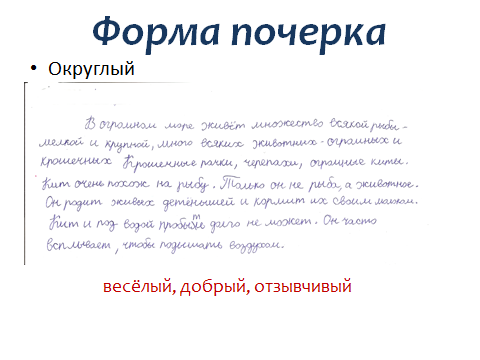 Форма почерка
• Округлый
В огромном море живёт множество всякой рыбы -
мелкой и крупной, много всяких животных - огромных и
крошечных Крошечные рачки, черепахи, огромные киты.
Кит очень похож на рыбу. Только он не рыба, а животное.
Он родит живых детёнышей и кормит их своим молоком.
Кит и под водой пробыть долго не может. Он часто
всплывает, чтобы подышать воздухом.
весёлый, добрый, отзывчивый